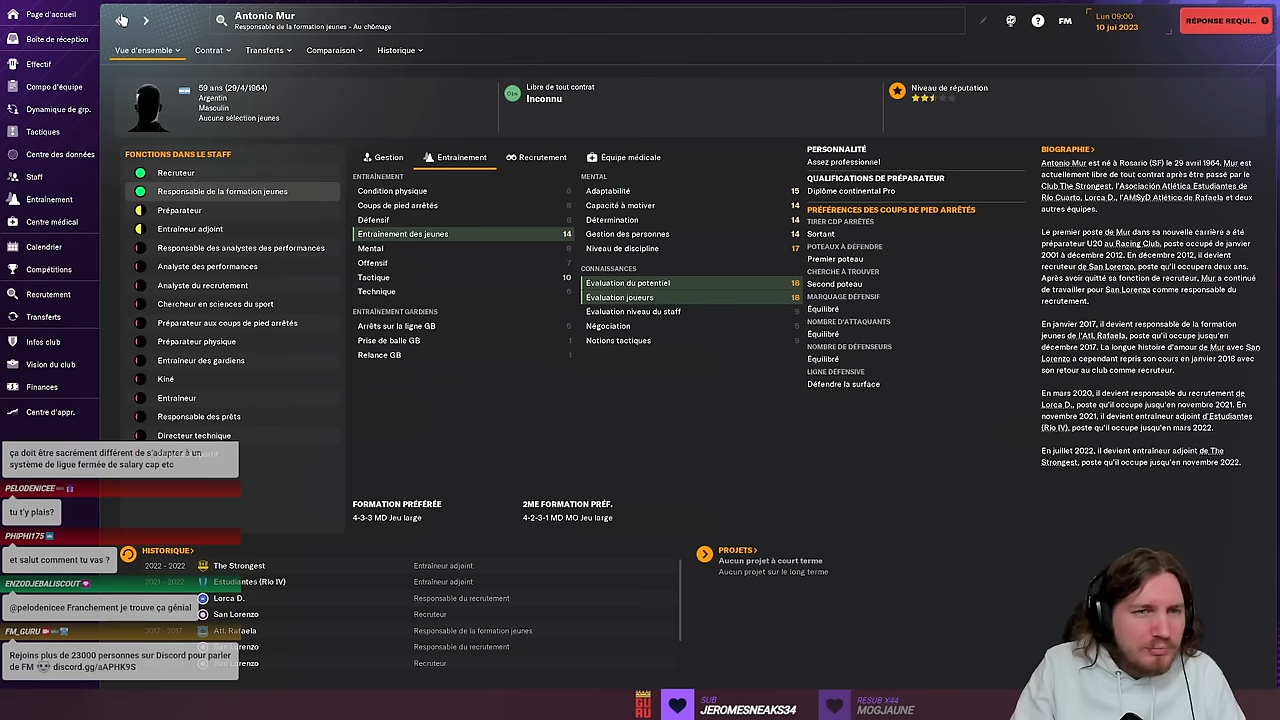 Page d'accueil
Boîte de réception
Effectif
Compo d'équipe
Dynamique de grp.
Tactiques
Centre des données
Staff
Entraînement
Centre médical
Calendrier
Compétitions
Recrutement
Transferts
Infos club
Vision du club
Finances
Centre d'appr.
Antonio Mur
Responsable de la formation jeunes - Au chômage
FM
Lun 09:00
10 jui 2023
RÉPONSE REQUI...
Vue d'ensemble
Contrat
Transferts
Comparaison
Historique
59 ans (29/4/1964)
Argentin
Masculin
Aucune sélection jeunes
Libre de tout contrat
Inconnu
Niveau de réputation
FONCTIONS DANS LE STAFF
Recruteur
Responsable de la formation jeunes
Préparateur
Entraineur adjoint
Responsable des analystes des performances
Analyste des performances
Analyste du recrutement
Chercheur en sciences du sport
Préparateur aux coups de pied arrêtés
Préparateur physique
Entraîneur des gardiens
Kiné
Entraîneur
Responsable des prêts
Directeur technique
Gestion
Entraînement
Recrutement
Équipe médicale
ENTRAÎNEMENT
Condition physique 6
Coups de pied arrêtés 8
Défensif 8
Entraînement des jeunes 14
Mental 8
Offensif 7
Tactique 10
Technique 6
ENTRAÎNEMENT GARDIENS
Arrêts sur la ligne GB 5
Prise de balle GB 1
Relance GB 1
MENTAL
Adaptabilité 15
Capacité à motiver 14
Détermination 14
Gestion des personnes 14
Niveau de discipline 17
CONNAISSANCES
Évaluation du potentiel 18
Évaluation joueurs 18
Évaluation niveau du staff 9
Négociation 5
Notions tactiques 9
PERSONNALITÉ
Assez professionnel
QUALIFICATIONS DE PRÉPARATEUR
Diplôme continental Pro
PRÉFÉRENCES DES COUPS DE PIED ARRÊTÉS
TIRER CDP ARRÊTÉS
Sortant
POTEAUX À DÉFENDRE
Premier poteau
CHERCHE À TROUVER
Second poteau
MARQUAGE DÉFENSIF
Équilibré
NOMBRE D'ATTAQUANTS
Équilibré
NOMBRE DE DÉFENSEURS
Équilibré
LIGNE DÉFENSIVE
Défendre la surface
BIOGRAPHIE >
Antonio Mur est né à Rosario (SF) le 29 avril 1964. Mur est
actuellement libre de tout contrat après être passé par le
Club The Strongest, l'Asociación Atlética Estudiantes de
Río Cuarto, Lorca D., l'AMSyD Atlético de Rafaela et deux
autres équipes.
Le premier poste de Mur dans sa nouvelle carrière a été
préparateur U20 au Racing Club, poste occupé de janvier
2001 à décembre 2012. En décembre 2012, il devient
recruteur de San Lorenzo, poste qu'il occupera deux ans.
Après avoir quitté sa fonction de recruteur, Mur a continué
de travailler pour San Lorenzo comme responsable du
recrutement.
En janvier 2017, il devient responsable de la formation
jeunes de l'Atl. Rafaela, poste qu'il occupe jusqu'en
décembre 2017. La longue histoire d'amour de Mur avec San
Lorenzo a cependant repris son cours en janvier 2018 avec
son retour au club comme recruteur.
En mars 2020, il devient responsable du recrutement de
Lorca D., poste qu'il occupe jusqu'en novembre 2021. En
novembre 2021, il devient entraîneur adjoint d'Estudiantes
(Río IV), poste qu'il occupe jusqu'en mars 2022.
En juillet 2022, il devient entraîneur adjoint de The
Strongest, poste qu'il occupe jusqu'en novembre 2022.
FORMATION PRÉFÉRÉE
4-3-3 MD Jeu large
2ME FORMATION PRÉF.
4-2-3-1 MD MO Jeu large
HISTORIQUE >
2022 - 2022 The Strongest Entraîneur adjoint
2021 - 2022 Estudiantes (Río IV) Entraîneur adjoint
Lorca D. Responsable du recrutement
San Lorenzo Recruteur
2017 - 2017 Atl. Rafaela Responsable de la formation jeunes
San Lorenzo Responsable du recrutement
San Lorenzo Recruteur
PROJETS >
Aucun projet à court terme
Aucun projet sur le long terme
ça doit être sacrément différent de s'adapter à un
système de ligue fermée de salary cap etc
PELODENICEE
tu t'y plais?
PHIPHI175
et salut comment tu vas ?
ENZODJEBALISCOUT
@pelodenicee Franchement je trouve ça génial
FM_GURU
Rejoins plus de 23000 personnes sur Discord pour parler
de FM discord.gg/aAPHK9S
GURU
SUB
JEROMESNEAKS34
RESUB X44
MOGJAUNE